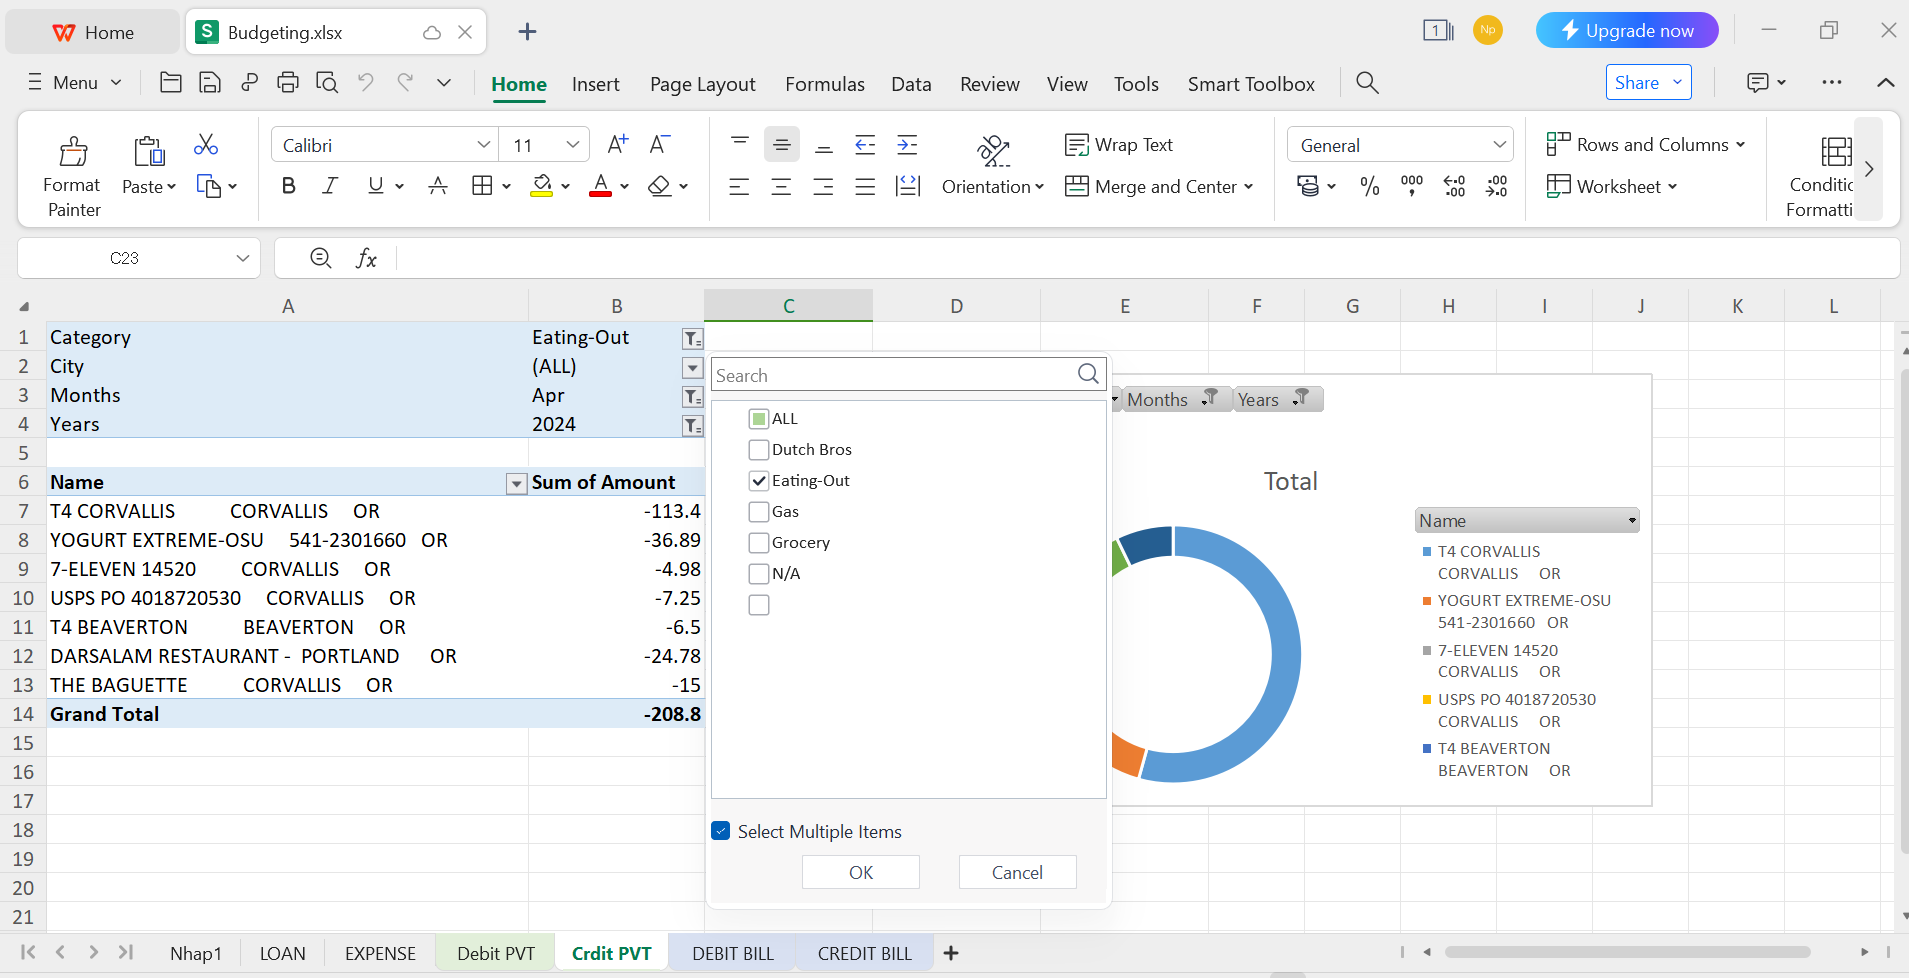 Home
Budgeting.xlsx
1
Np
Upgrade now
Menu
Home Insert Page Layout Formulas Data Review View Tools Smart Toolbox
Share
Format Painter
Paste
Calibri 11
Orientation
Wrap Text
Merge and Center
General
Rows and Columns
Worksheet
Conditic
Formatti
C23
fx
A B C D E F G H I J K L
1 Category Eating-Out
2 City (ALL)
3 Months Apr
4 Years 2024
5
6 Name Sum of Amount
7 T4 CORVALLIS CORVALLIS OR -113.4
8 YOGURT EXTREME-OSU 541-2301660 OR -36.89
9 7-ELEVEN 14520 CORVALLIS OR -4.98
10 USPS PO 4018720530 CORVALLIS OR -7.25
11 T4 BEAVERTON BEAVERTON OR -6.5
12 DARSALAM RESTAURANT - PORTLAND OR -24.78
13 THE BAGUETTE CORVALLIS OR -15
14 Grand Total -208.8
15
16
17
18
19
20
21
Search
ALL
Dutch Bros
Eating-Out
Gas
Grocery
N/A
Select Multiple Items
OK Cancel
Months Years
Total
Name
T4 CORVALLIS
CORVALLIS OR
YOGURT EXTREME-OSU
541-2301660 OR
7-ELEVEN 14520
CORVALLIS OR
USPS PO 4018720530
CORVALLIS OR
T4 BEAVERTON
BEAVERTON OR
Nhap1 LOAN EXPENSE Debit PVT Crdit PVT DEBIT BILL CREDIT BILL